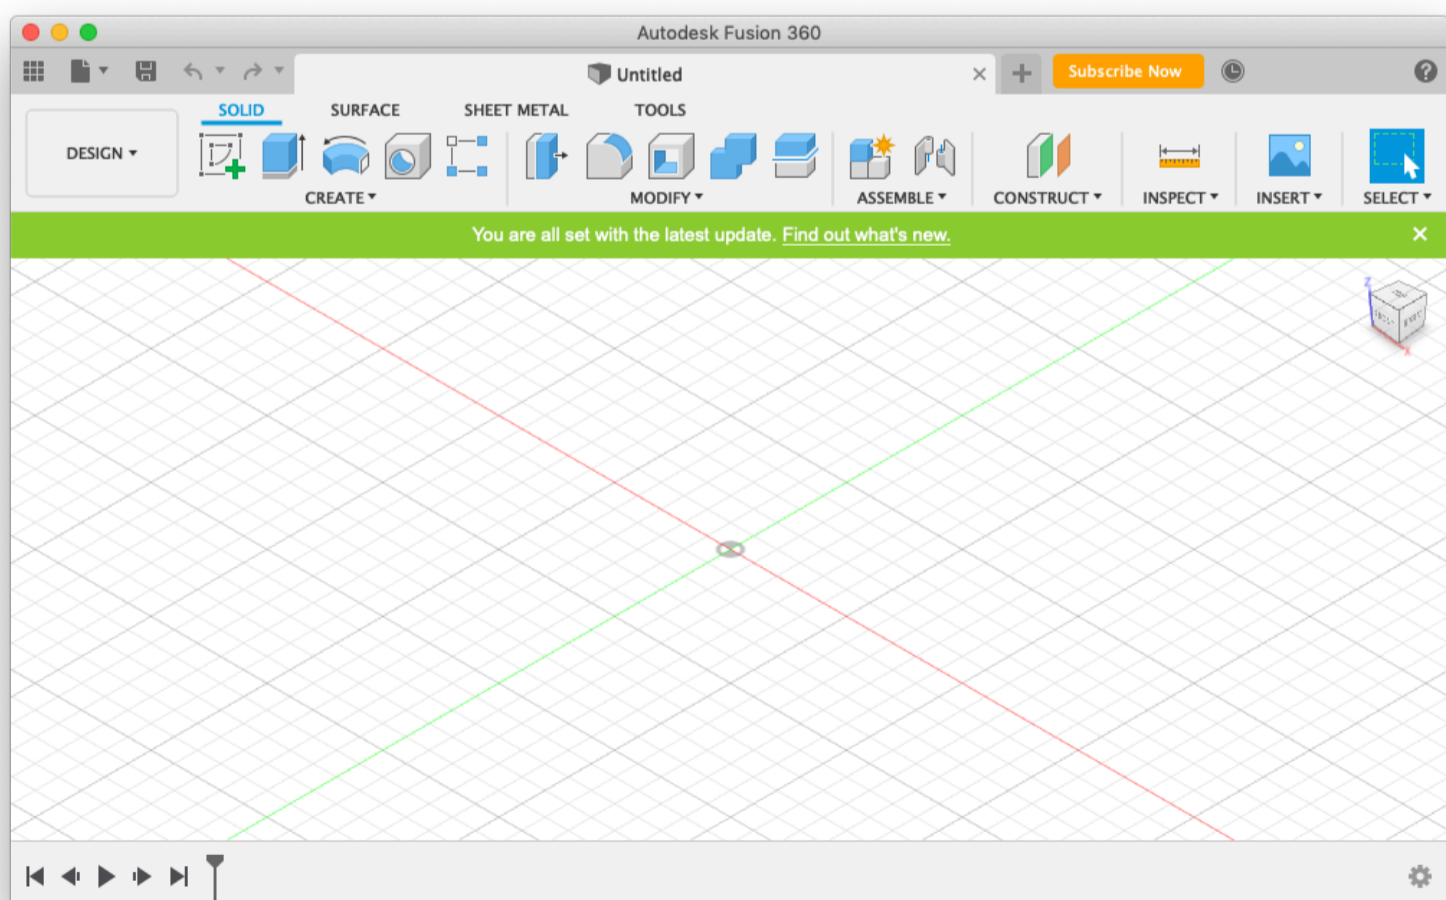 Autodesk Fusion 360
Untitled
Subscribe Now
SOLID
SURFACE
SHEET METAL
TOOLS
DESIGN
CREATE
MODIFY
ASSEMBLE
CONSTRUCT
INSPECT
INSERT
SELECT
You are all set with the latest update. Find out what's new.
Z
X